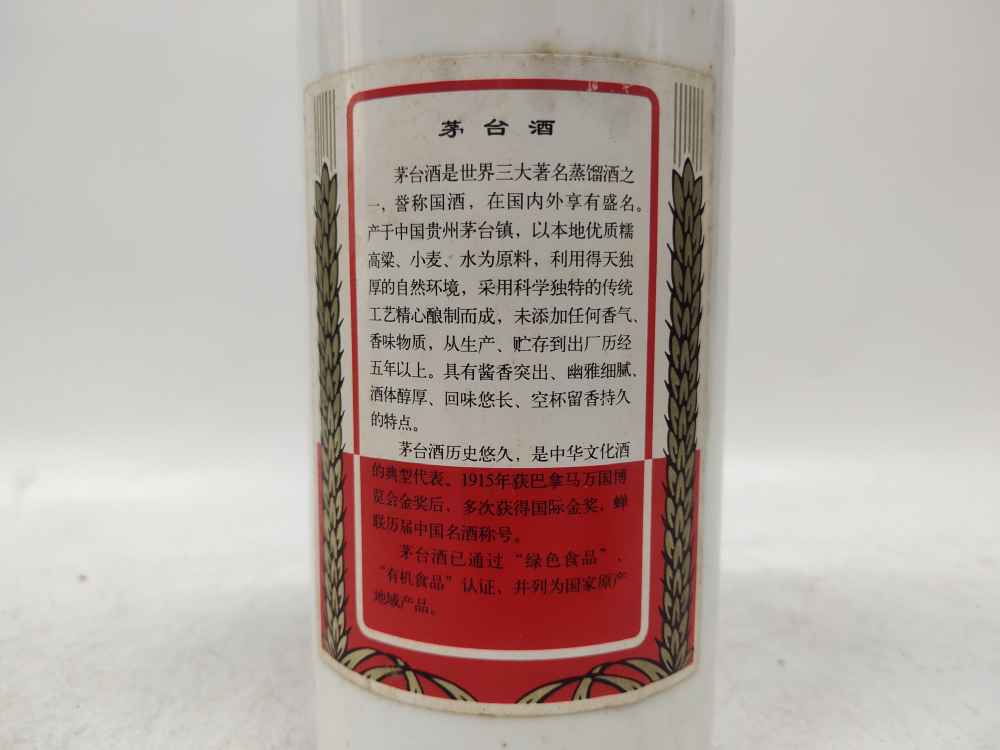 茅台酒
茅台酒是世界三大著名蒸馏酒之
一，誉称国酒，在国内外享有盛名。
产于中国贵州茅台镇，以本地优质糯
高粱、小麦、水为原料，利用得天独
厚的自然环境，采用科学独特的传统
工艺精心酿制而成，未添加任何香气、
香味物质，从生产、贮存到出厂历经
五年以上。具有酱香突出、幽雅细腻、
酒体醇厚、回味悠长、空杯留香持久
的特点。
茅台酒历史悠久，是中华文化酒
的典型代表。1915年获巴拿马万国博
览会金奖后，多次获得国际金奖，蝉
联历届中国名酒称号。
茅台酒已通过“绿色食品”、
“有机食品”认证，并列为国家原产
地域产品。